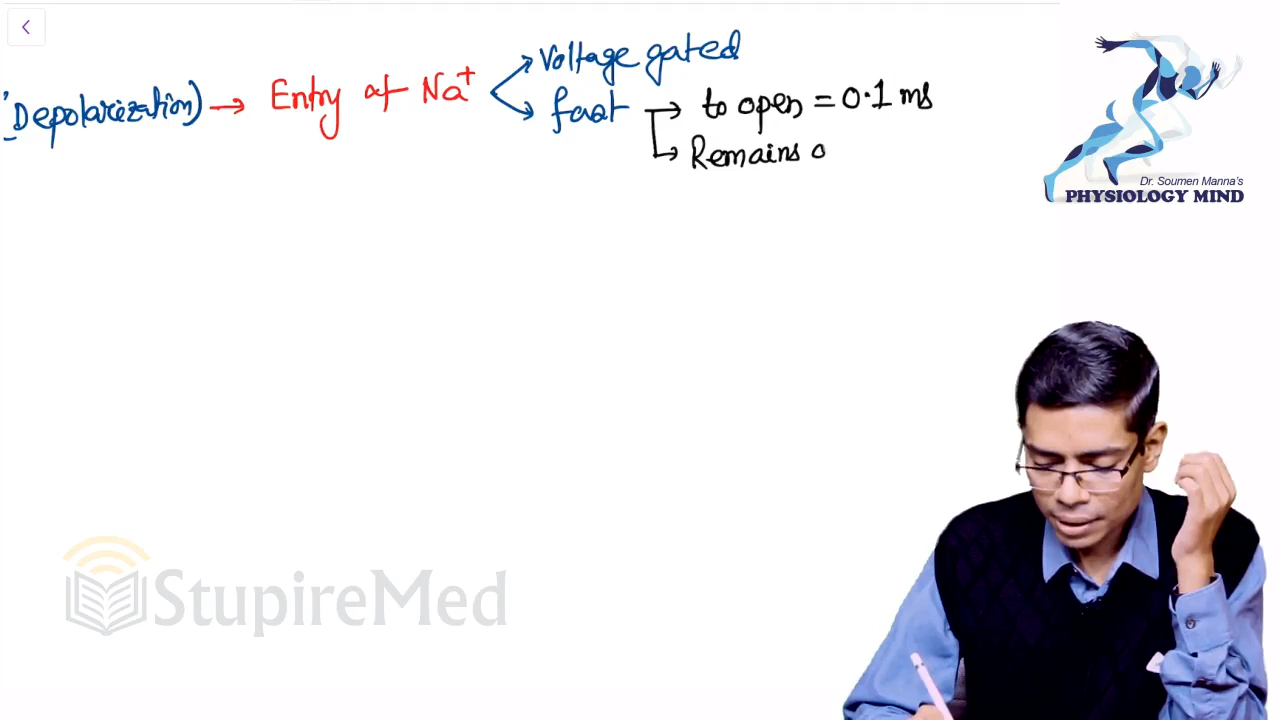 Voltage gated
Depolarization) → Entry of Na⁺
fast → to open = 0.1 ms
Remains o
Dr. Soumen Manna's
PHYSIOLOGY MIND
StupireMed